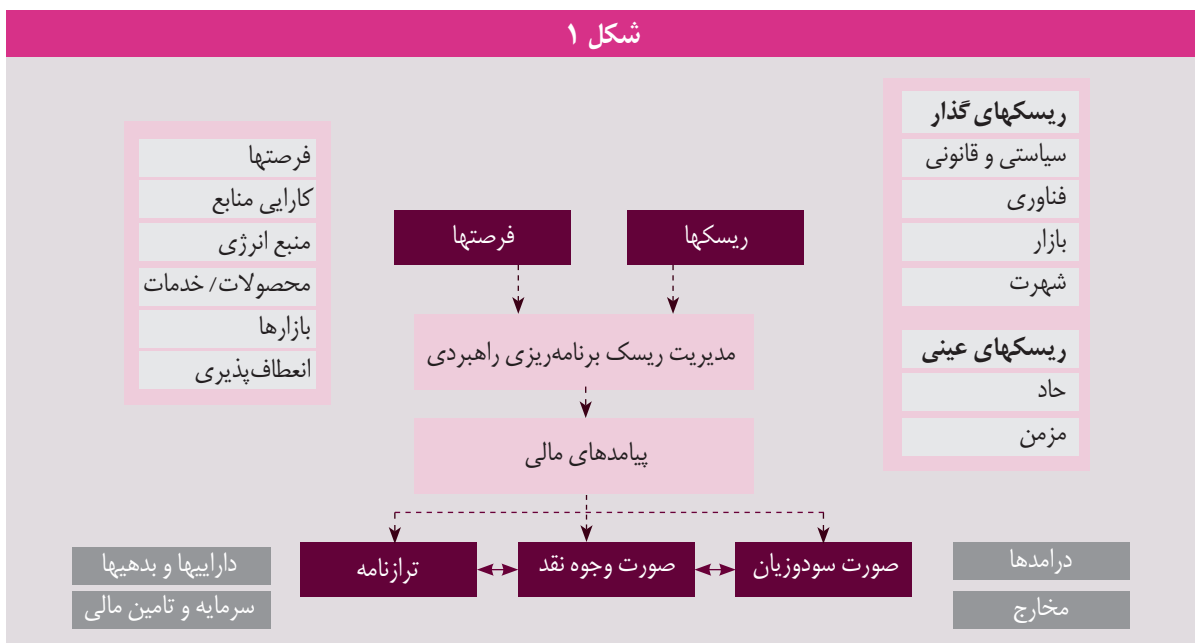 شکل ۱
ریسکهای گذار
سیاستی و قانونی
فناوری
بازار
شهرت
ریسکهای عینی
حاد
مزمن
ریسکها
فرصتها
فرصتها
کارایی منابع
منبع انرژی
محصولات/ خدمات
بازارها
انعطاف‌پذیری
مدیریت ریسک برنامه‌ریزی راهبردی
پیامدهای مالی
صورت سودوزیان
صورت وجوه نقد
ترازنامه
درامدها
مخارج
داراییها و بدهیها
سرمایه و تامین مالی